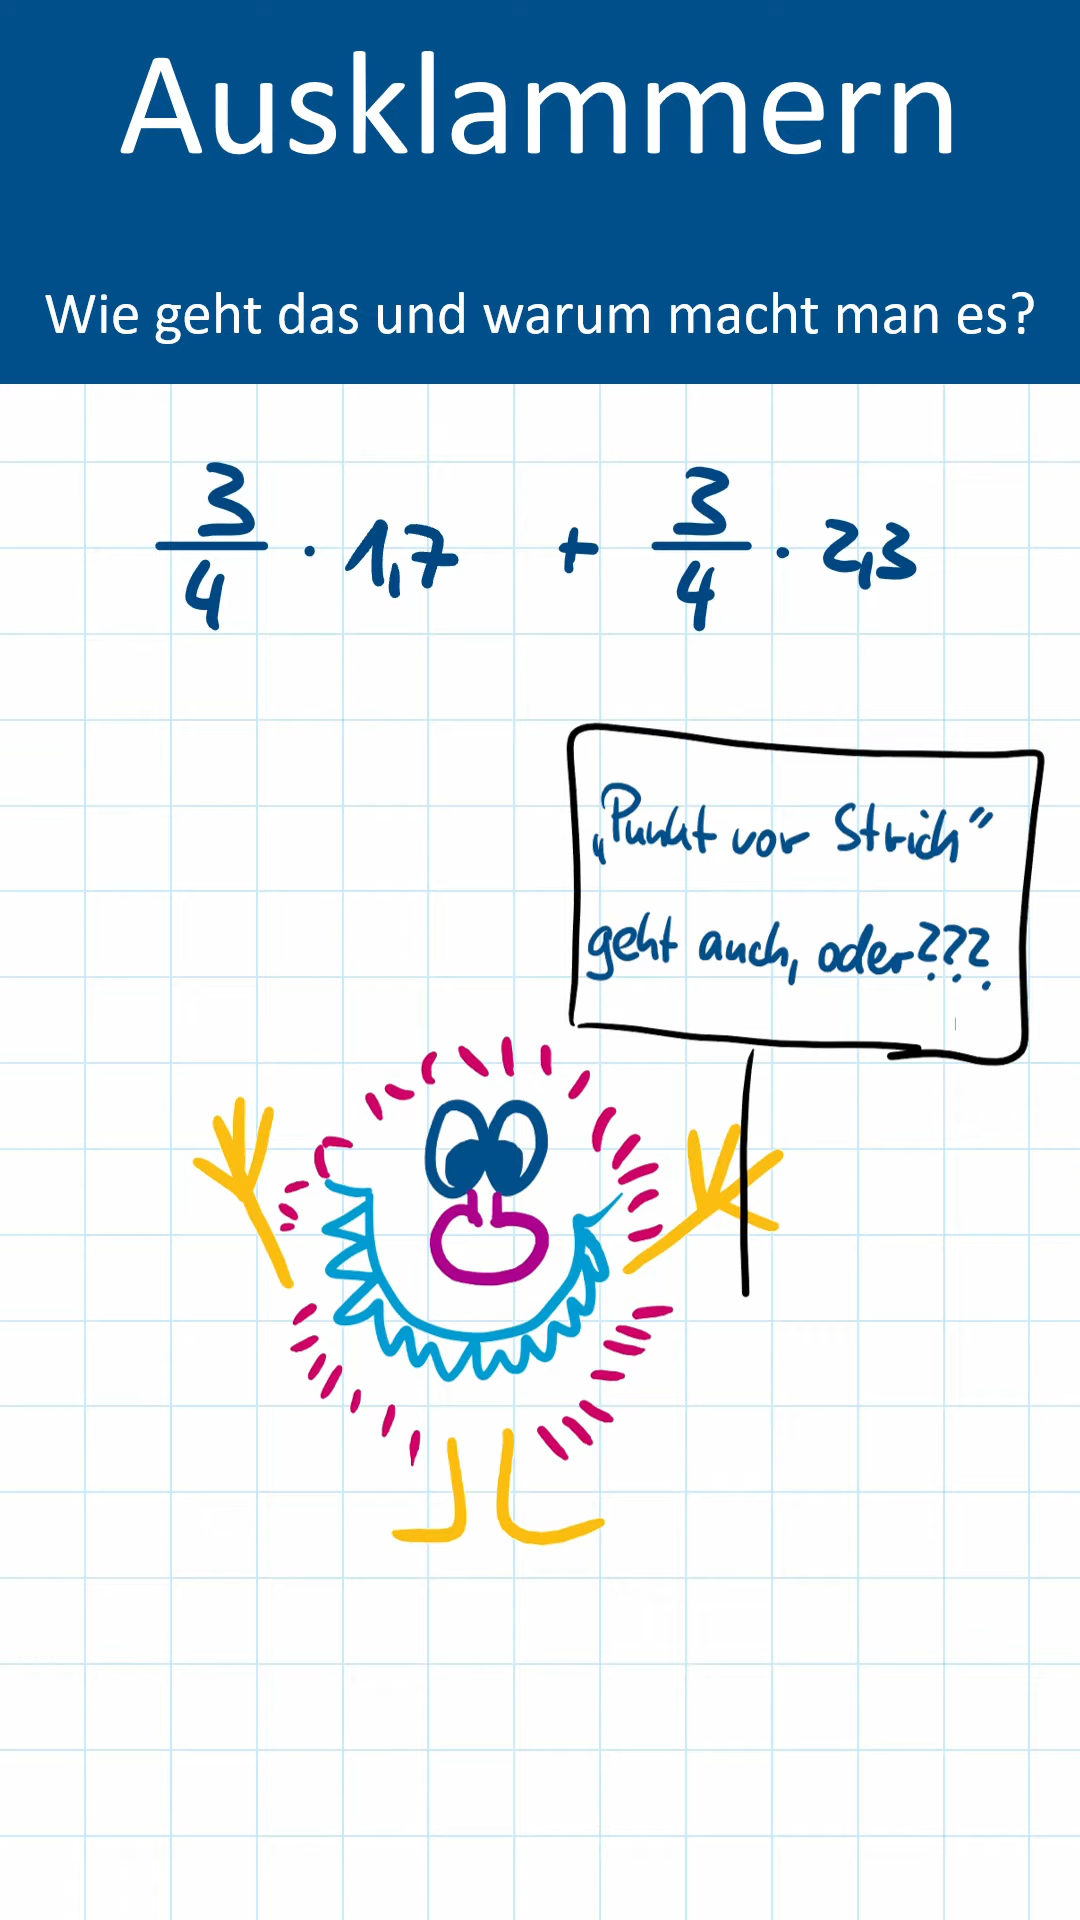 Ausklammern
Wie geht das und warum macht man es?
3/4 · 1,7 + 3/4 · 2,3
„Punkt vor Strich“
geht auch, oder???